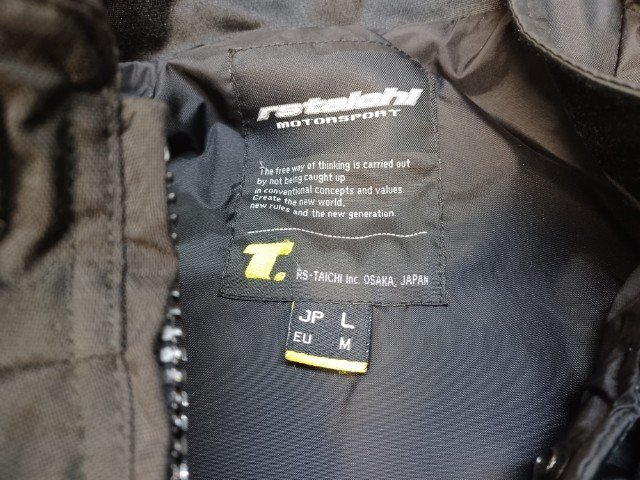 rstaichi
MOTORSPORT
The free way of thinking is carried out
by not being caught up
in conventional concepts and values.
Create the new world,
new rules and the new generation.
T.
RS-TAICHI Inc. OSAKA, JAPAN
JP L
EU M